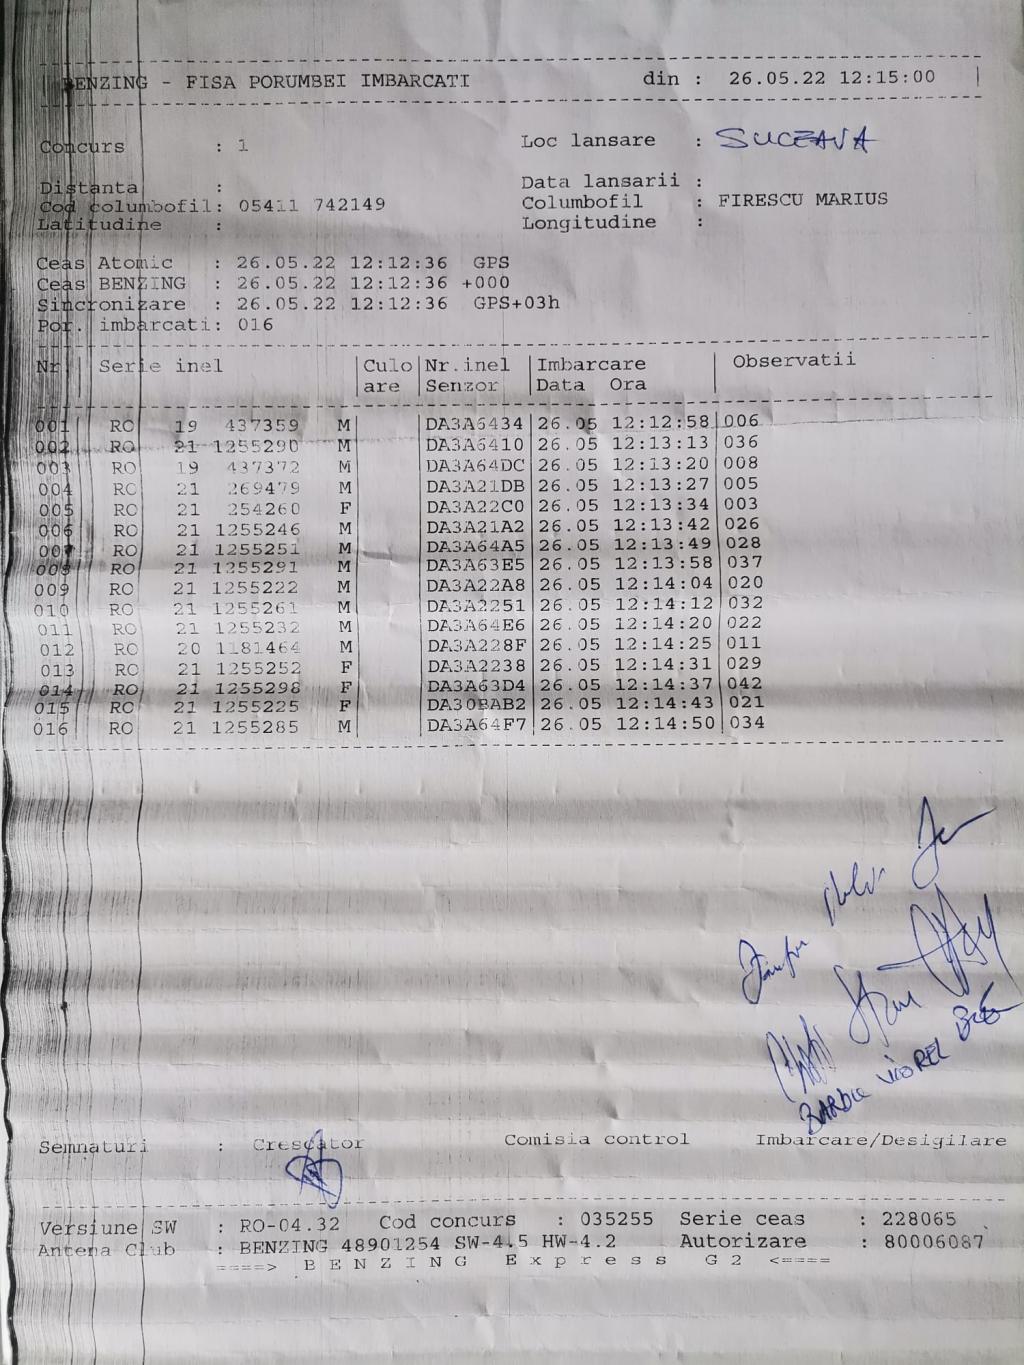 BENZING - FISA PORUMBEI IMBARCATI din : 26.05.22 12:15:00
Concurs : 1 Loc lansare : SUCEAVA
Distanta : Data lansarii :
Cod columbofil: 05411 742149 Columbofil : FIRESCU MARIUS
Latitudine : Longitudine :
Ceas Atomic : 26.05.22 12:12:36 GPS
Ceas BENZING : 26.05.22 12:12:36 +000
Sincronizare : 26.05.22 12:12:36 GPS+03h
Por. imbarcati: 016
Nr Serie inel Culo Nr.inel Imbarcare Observatii
are Senzor Data Ora
001 RO 19 437359 M DA3A6434 26.05 12:12:58 006
002 RO 21 1255290 M DA3A6410 26.05 12:13:13 036
003 RO 19 437372 M DA3A64DC 26.05 12:13:20 008
004 RO 21 269479 M DA3A21DB 26.05 12:13:27 005
005 RO 21 254260 F DA3A22C0 26.05 12:13:34 003
006 RO 21 1255246 M DA3A21A2 26.05 12:13:42 026
007 RO 21 1255251 M DA3A64A5 26.05 12:13:49 028
008 RO 21 1255291 M DA3A63E5 26.05 12:13:58 037
009 RO 21 1255222 M DA3A22A8 26.05 12:14:04 020
010 RO 21 1255261 M DA3A2251 26.05 12:14:12 032
011 RO 21 1255232 M DA3A64E6 26.05 12:14:20 022
012 RO 20 1181464 M DA3A228F 26.05 12:14:25 011
013 RO 21 1255252 F DA3A2238 26.05 12:14:31 029
014 RO 21 1255298 F DA3A63D4 26.05 12:14:37 042
015 RO 21 1255225 F DA30BAB2 26.05 12:14:43 021
016 RO 21 1255285 M DA3A64F7 26.05 12:14:50 034
VIOREL
Semnaturi : Crescator Comisia control Imbarcare/Desigilare
Versiune SW : RO-04.32 Cod concurs : 035255 Serie ceas : 228065
Antena Club : BENZING 48901254 SW-4.5 HW-4.2 Autorizare : 80006087
====> B E N Z I N G E x p r e s s G 2 <====